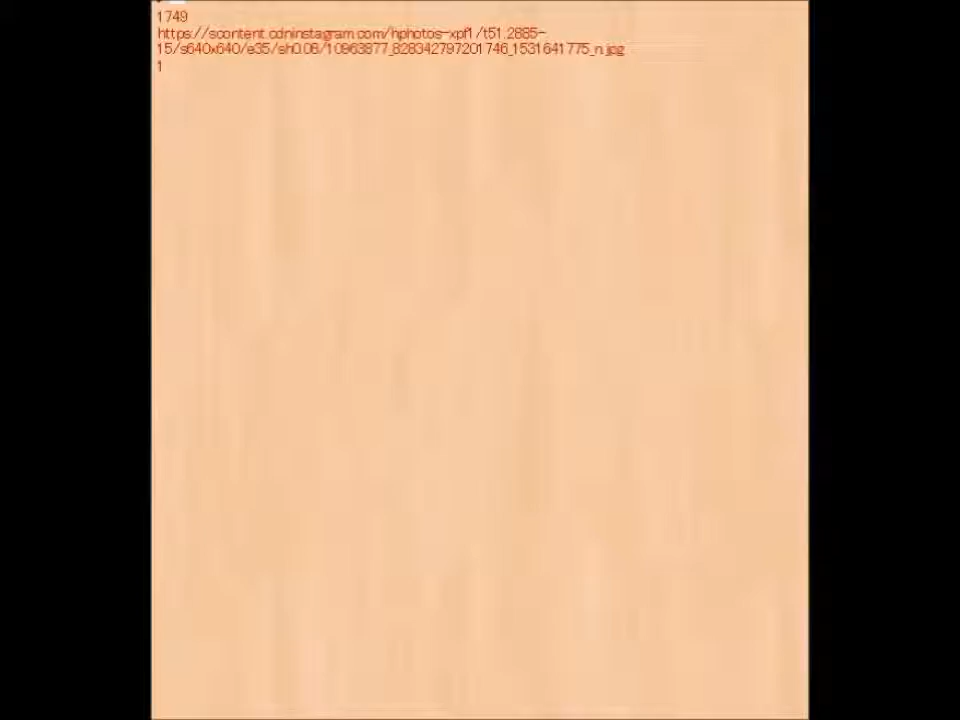 1749
https://scontent.cdninstagram.com/hphotos-xpf1/t51.2885-
15/s640x640/e35/sh0.08/10963877_828342797201746_1531641775_n.jpg
1